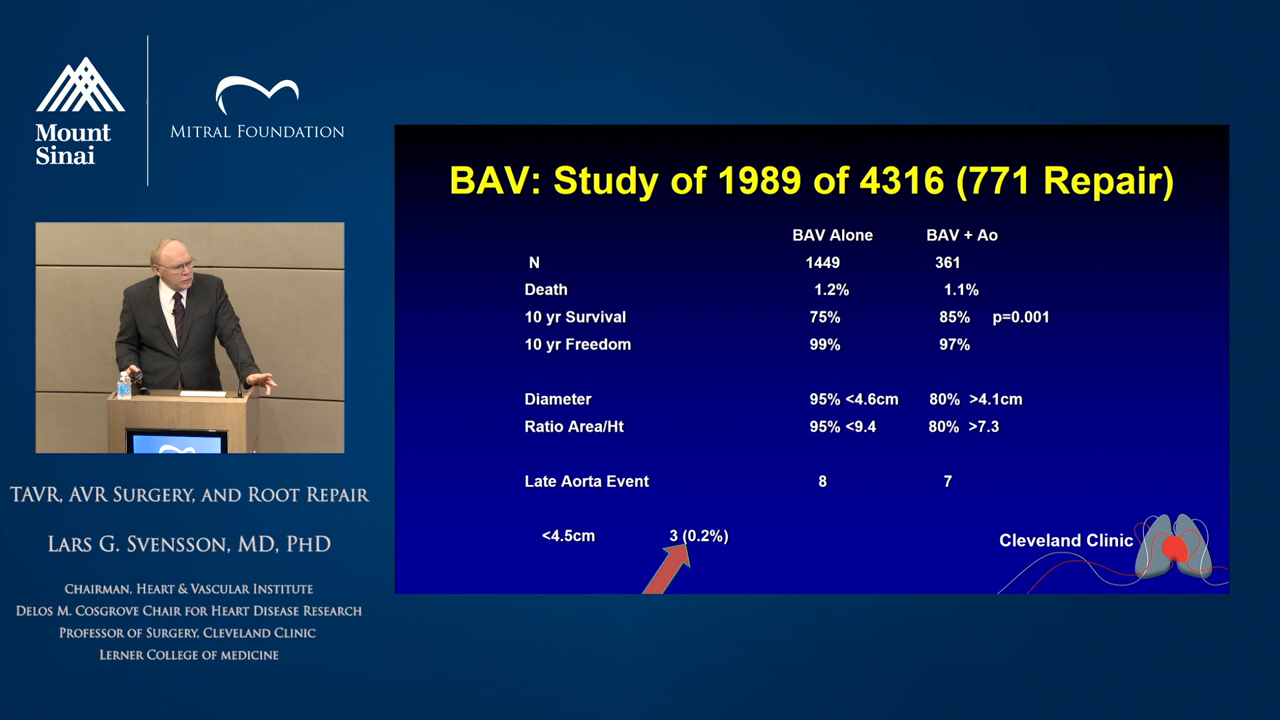 Mount
Sinai
MITRAL FOUNDATION
BAV: Study of 1989 of 4316 (771 Repair)
BAV Alone BAV + Ao
N 1449 361
Death 1.2% 1.1%
10 yr Survival 75% 85% p=0.001
10 yr Freedom 99% 97%
Diameter 95% <4.6cm 80% >4.1cm
Ratio Area/Ht 95% <9.4 80% >7.3
Late Aorta Event 8 7
<4.5cm 3 (0.2%)
Cleveland Clinic
TAVR, AVR SURGERY, AND ROOT REPAIR
LARS G. SVENSSON, MD, PHD
CHAIRMAN, HEART & VASCULAR INSTITUTE
DELOS M. COSGROVE CHAIR FOR HEART DISEASE RESEARCH
PROFESSOR OF SURGERY, CLEVELAND CLINIC
LERNER COLLEGE OF MEDICINE